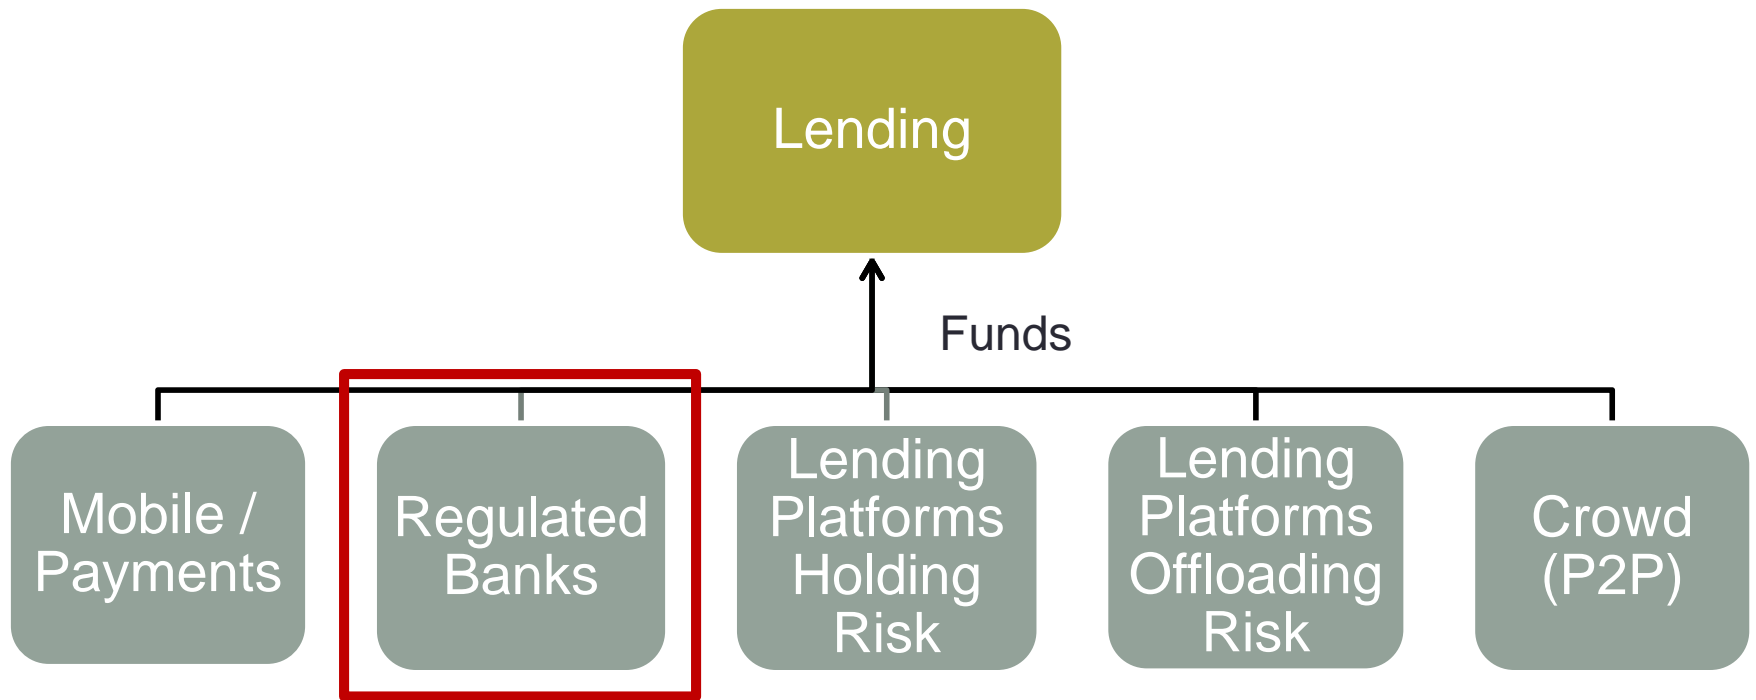 Lending
Funds
Mobile /
Payments
Regulated
Banks
Lending
Platforms
Holding
Risk
Lending
Platforms
Offloading
Risk
Crowd
(P2P)